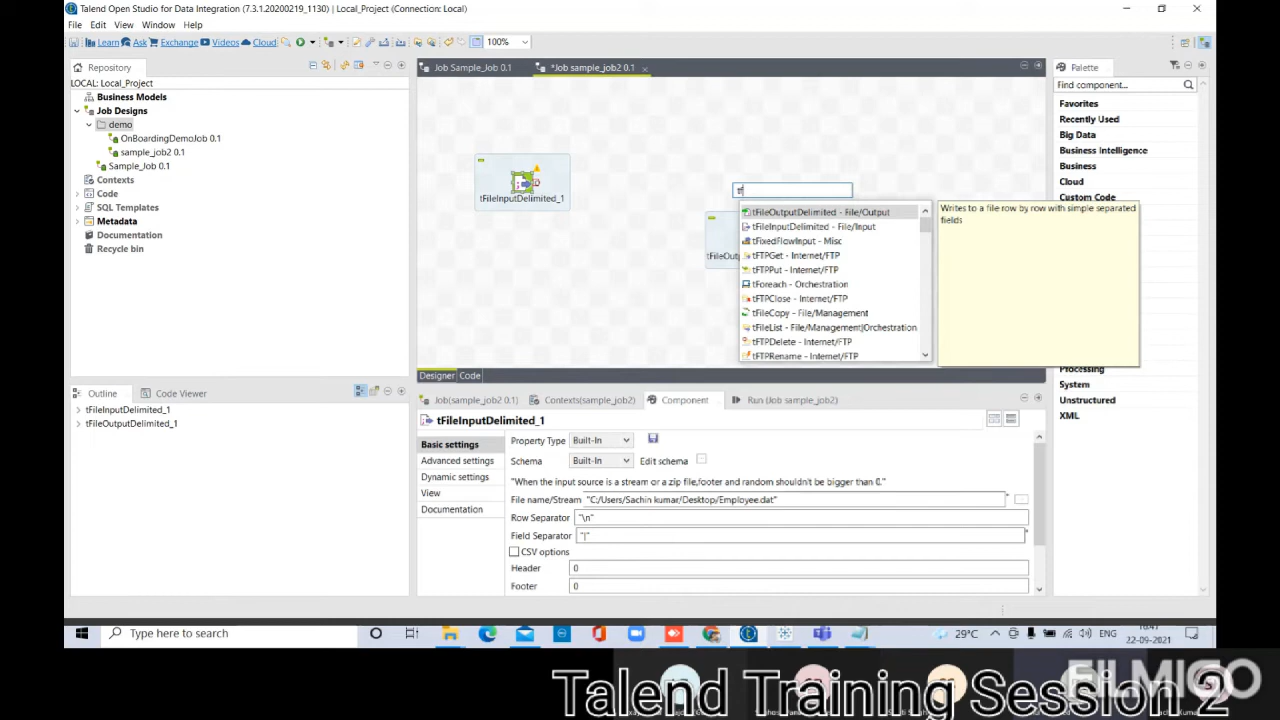 Talend Open Studio for Data Integration (7.3.1.20200219_1130) | Local_Project (Connection: Local)
File Edit View Window Help
Learn Ask Exchange Videos Cloud 100%
Repository
LOCAL: Local_Project
Business Models
Job Designs
demo
OnBoardingDemoJob 0.1
sample_job2 0.1
Sample_Job 0.1
Contexts
Code
SQL Templates
Metadata
Documentation
Recycle bin
Outline Code Viewer
tFileInputDelimited_1
tFileOutputDelimited_1
Job Sample_Job 0.1 *Job sample_job2 0.1
tFileInputDelimited_1
tf
tFileOutputDelimited - File/Output
tFileInputDelimited - File/Input
tFixedFlowInput - Misc
tFTPGet - Internet/FTP
tFTPPut - Internet/FTP
tForeach - Orchestration
tFTPClose - Internet/FTP
tFileCopy - File/Management
tFileList - File/Management|Orchestration
tFTPDelete - Internet/FTP
tFTPRename - Internet/FTP
tFileOut
Writes to a file row by row with simple separated
fields
Designer Code
Job(sample_job2 0.1) Contexts(sample_job2) Component Run (Job sample_job2)
tFileInputDelimited_1
Basic settings
Advanced settings
Dynamic settings
View
Documentation
Property Type Built-In
Schema Built-In Edit schema
"When the input source is a stream or a zip file,footer and random shouldn't be bigger than 0."
File name/Stream "C:/Users/Sachin kumar/Desktop/Employee.dat" *
Row Separator "\n"
Field Separator "|" *
CSV options
Header 0
Footer 0
Palette
Find component...
Favorites
Recently Used
Big Data
Business Intelligence
Business
Cloud
Custom Code
Processing
System
Unstructured
XML
Type here to search
29°C ENG
16:47
22-09-2021
FILMIGO
Talend Training Session 2